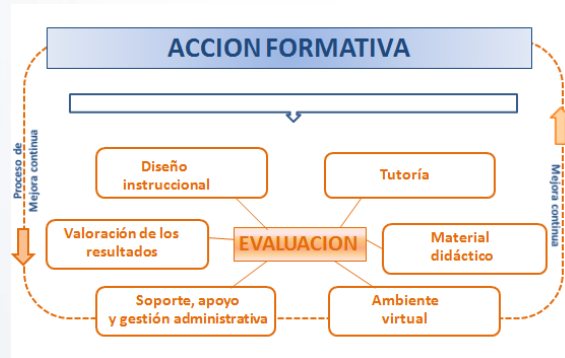 ACCION FORMATIVA
Proceso de
Mejora continua
Mejora continua
Diseño
instruccional
Tutoría
Valoración de los
resultados
EVALUACION
Material
didáctico
Soporte, apoyo
y gestión administrativa
Ambiente
virtual